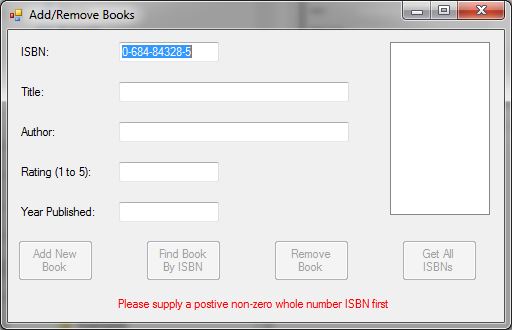 Add/Remove Books
ISBN:
0-684-84328-5
Title:
Author:
Rating (1 to 5):
Year Published:
Add New
Book
Find Book
By ISBN
Remove
Book
Get All
ISBNs
Please supply a postive non-zero whole number ISBN first